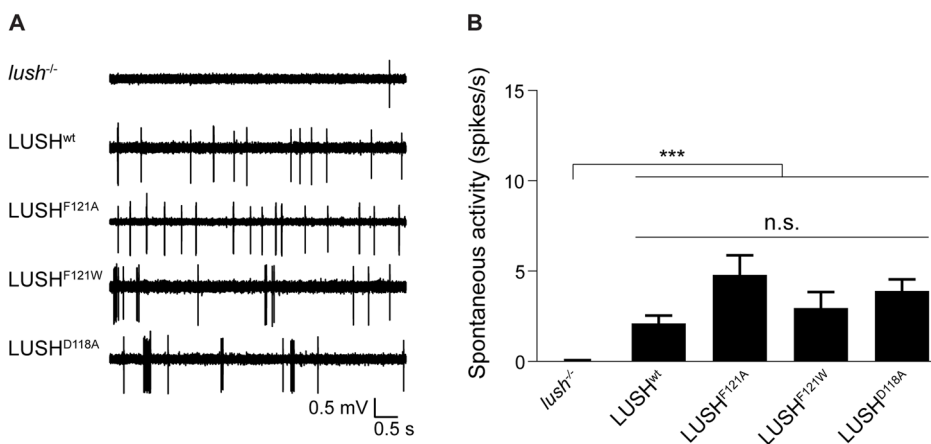 A
lush-/-
LUSHwt
LUSHF121A
LUSHF121W
LUSHD118A
0.5 mV
0.5 s
B
Spontaneous activity (spikes/s)
15
10
5
0
***
n.s.
lush-/-
LUSHwt
LUSHF121A
LUSHF121W
LUSHD118A